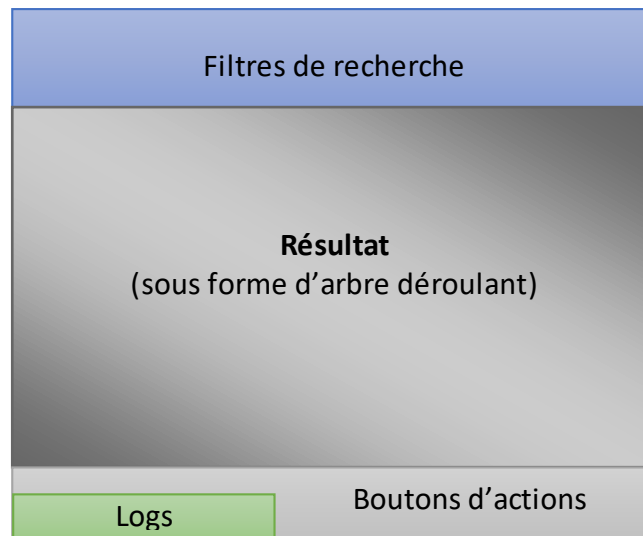 Filtres de recherche
Résultat
(sous forme d’arbre déroulant)
Boutons d’actions
Logs